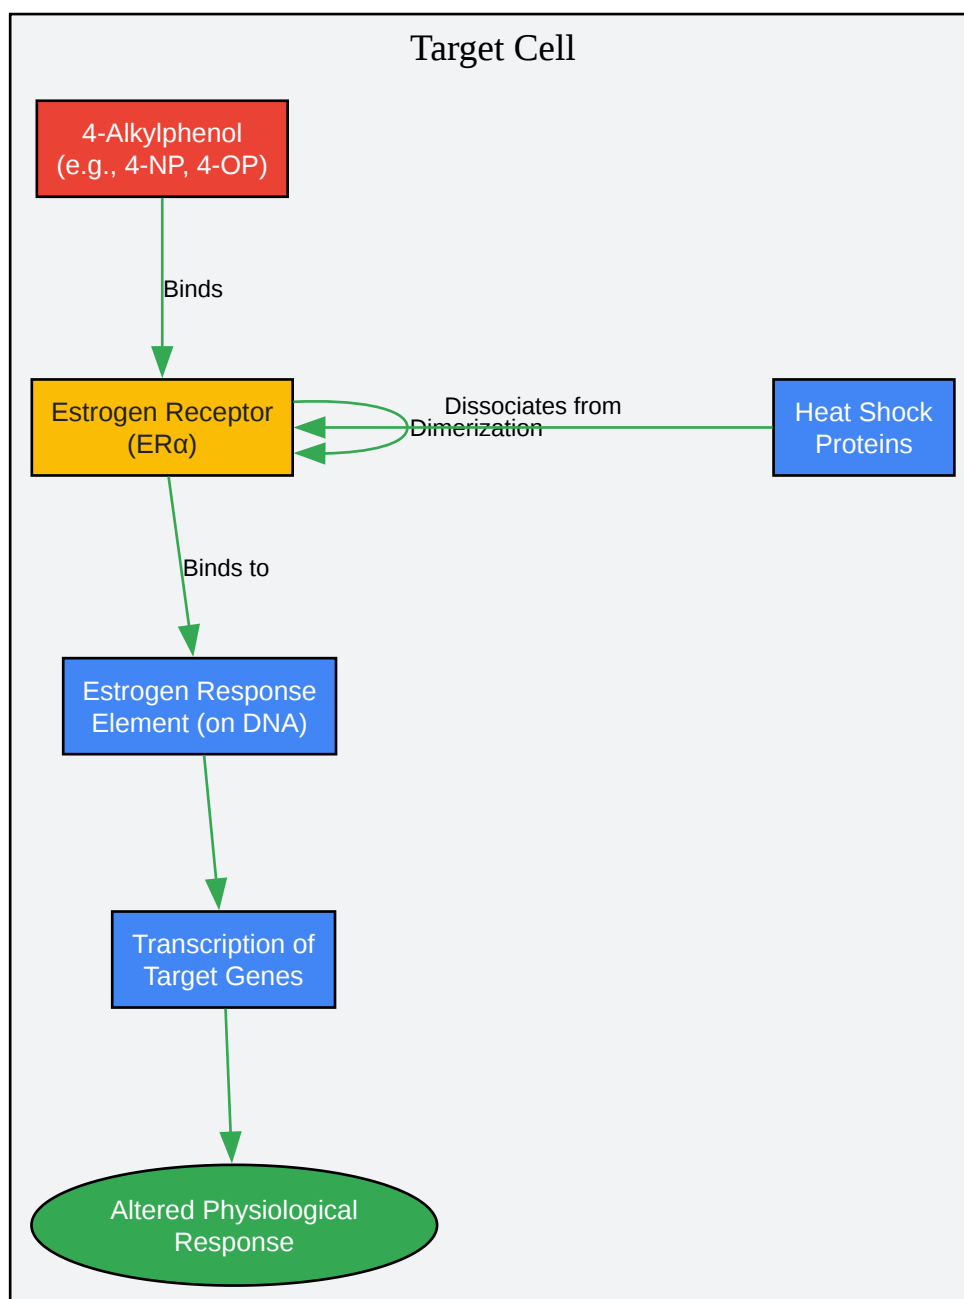 Target Cell
4-Alkylphenol
(e.g., 4-NP, 4-OP)
Binds
Estrogen Receptor
(ERα)
Dissociates from
Dimerization
Heat Shock
Proteins
Binds to
Estrogen Response
Element (on DNA)
Transcription of
Target Genes
Altered Physiological
Response